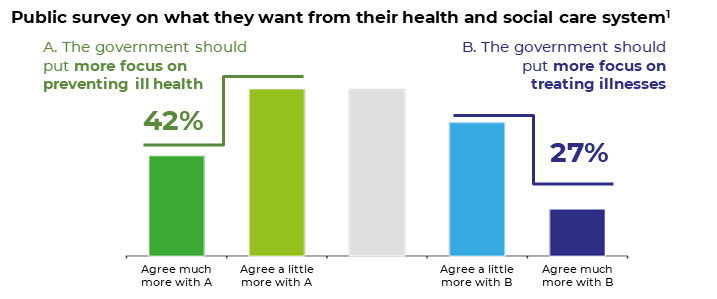 Public survey on what they want from their health and social care system¹
A. The government should
put more focus on
preventing ill health
42%
B. The government should
put more focus on
treating illnesses
27%
Agree much
more with A
Agree a little
more with A
Agree a little
more with B
Agree much
more with B